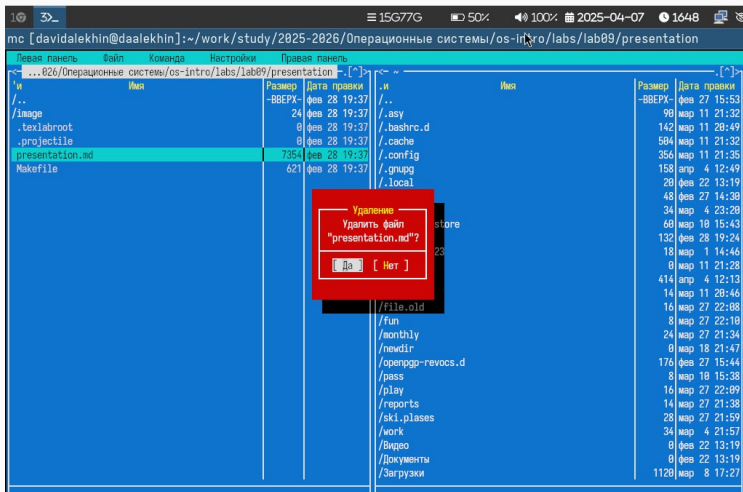 10 3>_ 15G77G 50% 100% 2025-04-07 1648
mc [davidalekhin@daalekhin]:~/work/study/2025-2026/Операционные системы/os-intro/labs/lab09/presentation
Левая панель Файл Команда Настройки Правая панель
<- ...026/Операционные системы/os-intro/labs/lab09/presentation -.[^]> <- ~ -.[^]>
'и Имя Размер Дата правки .и Имя Размер Дата правки
/.. -ВВЕРХ- фев 28 19:37 /.. -ВВЕРХ- фев 27 15:53
/image 24 фев 28 19:37 /.asy 90 мар 11 21:32
.texlabroot 0 фев 28 19:37 /.bashrc.d 142 мар 11 20:49
.projectile 0 фев 28 19:37 /.cache 504 мар 11 21:32
presentation.md 7354 фев 28 19:37 /.config 356 мар 11 21:35
Makefile 621 фев 28 19:37 /.gnupg 158 апр 4 12:49
/.local 20 фев 22 13:19
48 фев 27 14:30
Удаление 34 мар 4 23:20
Удалить файл store 60 мар 10 15:43
"presentation.md"? 132 фев 28 19:24
23 18 мар 1 14:46
[ Да ] [ Нет ] 0 мар 11 21:28
414 апр 4 12:13
14 мар 11 20:46
/file.old 16 мар 27 22:08
/fun 8 мар 27 22:10
/monthly 24 мар 27 21:34
/newdir 0 мар 18 21:47
/openpgp-revocs.d 176 фев 27 15:44
/pass 8 мар 10 15:38
/play 16 мар 27 22:09
/reports 14 мар 27 21:38
/ski.plases 28 мар 27 21:59
/work 34 мар 4 21:57
/Видео 0 фев 22 13:19
/Документы 0 фев 22 13:19
/Загрузки 1120 мар 8 17:27